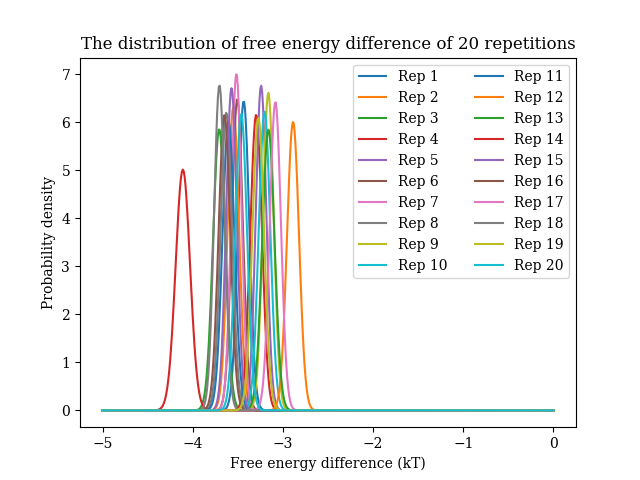 The distribution of free energy difference of 20 repetitions
7
6
5
4
3
2
1
0
Probability density
Rep 1
Rep 2
Rep 3
Rep 4
Rep 5
Rep 6
Rep 7
Rep 8
Rep 9
Rep 10
Rep 11
Rep 12
Rep 13
Rep 14
Rep 15
Rep 16
Rep 17
Rep 18
Rep 19
Rep 20
−5
−4
−3
−2
−1
0
Free energy difference (kT)